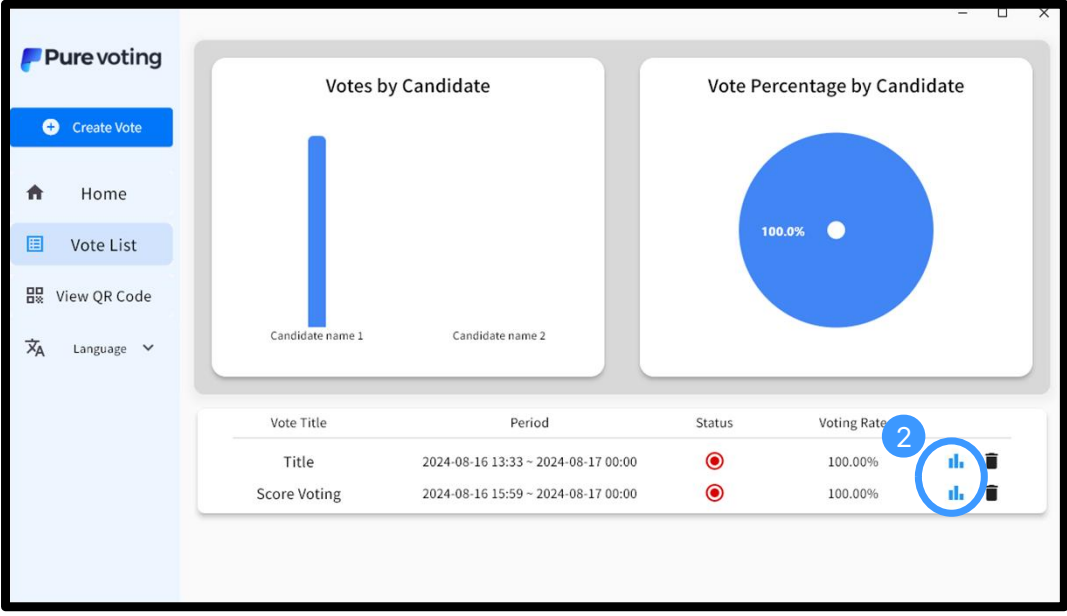 Pure voting
Create Vote
Home
Vote List
View QR Code
Language
Votes by Candidate
Candidate name 1
Candidate name 2
Vote Percentage by Candidate
100.0%
Vote Title Period Status Voting Rate
2
Title 2024-08-16 13:33 ~ 2024-08-17 00:00 100.00%
Score Voting 2024-08-16 15:59 ~ 2024-08-17 00:00 100.00%